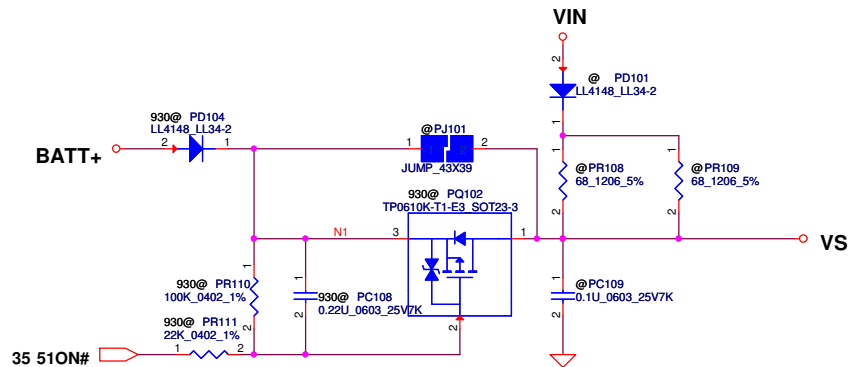 VIN
2
@ PD101
LL4148_LL34-2
1
930@ PD104
LL4148_LL34-2
BATT+
2
1
@PJ101
1
2
JUMP_43X39
1
@PR108
68_1206_5%
2
1
@PR109
68_1206_5%
2
930@ PQ102
TP0610K-T1-E3_SOT23-3
N1
3
1
2
VS
1
930@ PR110
100K_0402_1%
2
1
930@ PC108
0.22U_0603_25V7K
2
1
@PC109
0.1U_0603_25V7K
2
930@ PR111
22K_0402_1%
35 51ON#
1
2